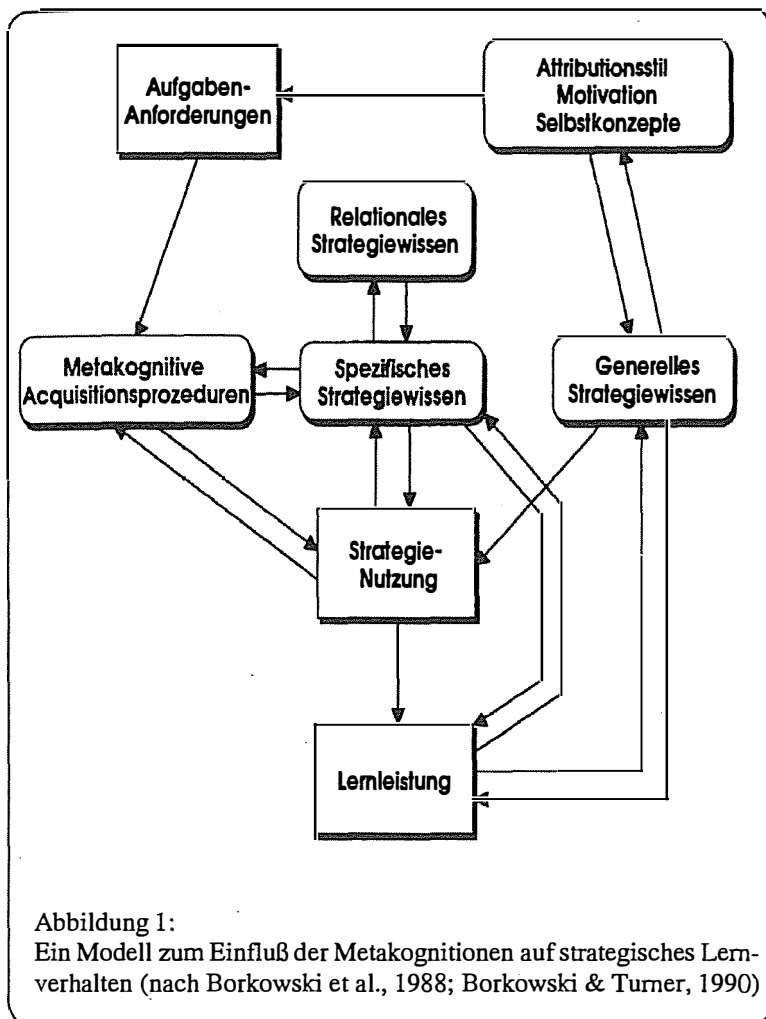 Aufgaben-
Anforderungen
Attributionsstil
Motivation
Selbstkonzepte
Relationales
Strategiewissen
Metakognitive
Acquisitionsprozeduren
Spezifisches
Strategiewissen
Generelles
Strategiewissen
Strategie-
Nutzung
Lernleistung
Abbildung 1:
Ein Modell zum Einfluß der Metakognitionen auf strategisches Lern-
verhalten (nach Borkowski et al., 1988; Borkowski & Turner, 1990)